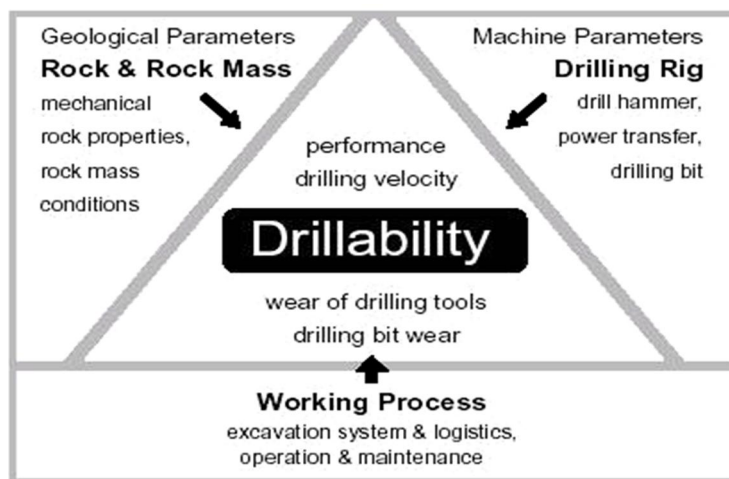 Geological Parameters
Rock & Rock Mass
mechanical
rock properties,
rock mass
conditions
Machine Parameters
Drilling Rig
drill hammer,
power transfer,
drilling bit
performance
drilling velocity
Drillability
wear of drilling tools
drilling bit wear
Working Process
excavation system & logistics,
operation & maintenance